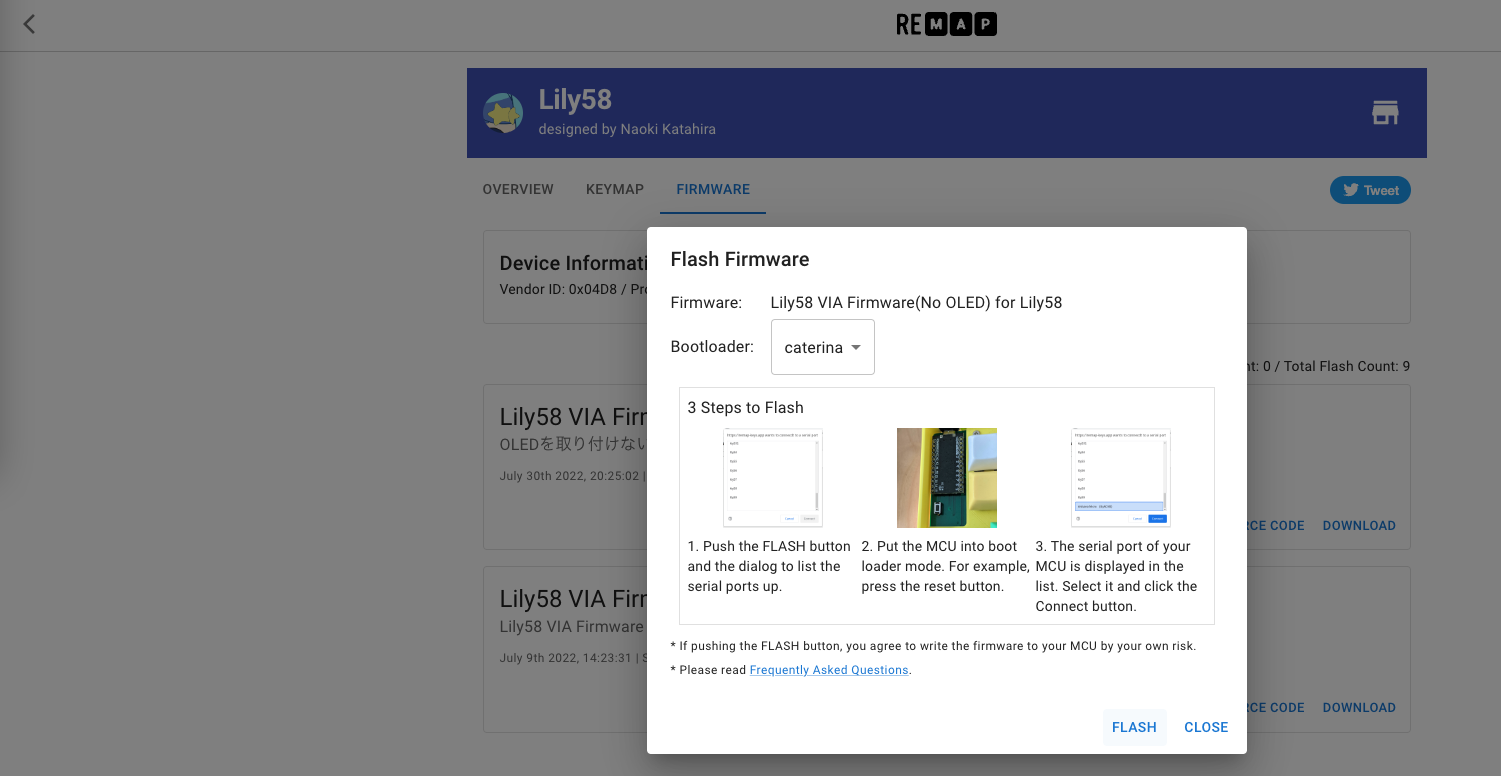 REMAP
Lily58
designed by Naoki Katahira
OVERVIEW KEYMAP FIRMWARE
Tweet
Device Informati
Vendor ID: 0x04D8 / Pro
nt: 0 / Total Flash Count: 9
Lily58 VIA Firr
OLEDを取り付けない
July 30th 2022, 20:25:02 |
RCE CODE DOWNLOAD
Lily58 VIA Firr
Lily58 VIA Firmware
July 9th 2022, 14:23:31 | S
RCE CODE DOWNLOAD
Flash Firmware
Firmware: Lily58 VIA Firmware(No OLED) for Lily58
Bootloader: caterina
3 Steps to Flash
1. Push the FLASH button
and the dialog to list the
serial ports up.
2. Put the MCU into boot
loader mode. For example,
press the reset button.
3. The serial port of your
MCU is displayed in the
list. Select it and click the
Connect button.
* If pushing the FLASH button, you agree to write the firmware to your MCU by your own risk.
* Please read Frequently Asked Questions.
FLASH CLOSE